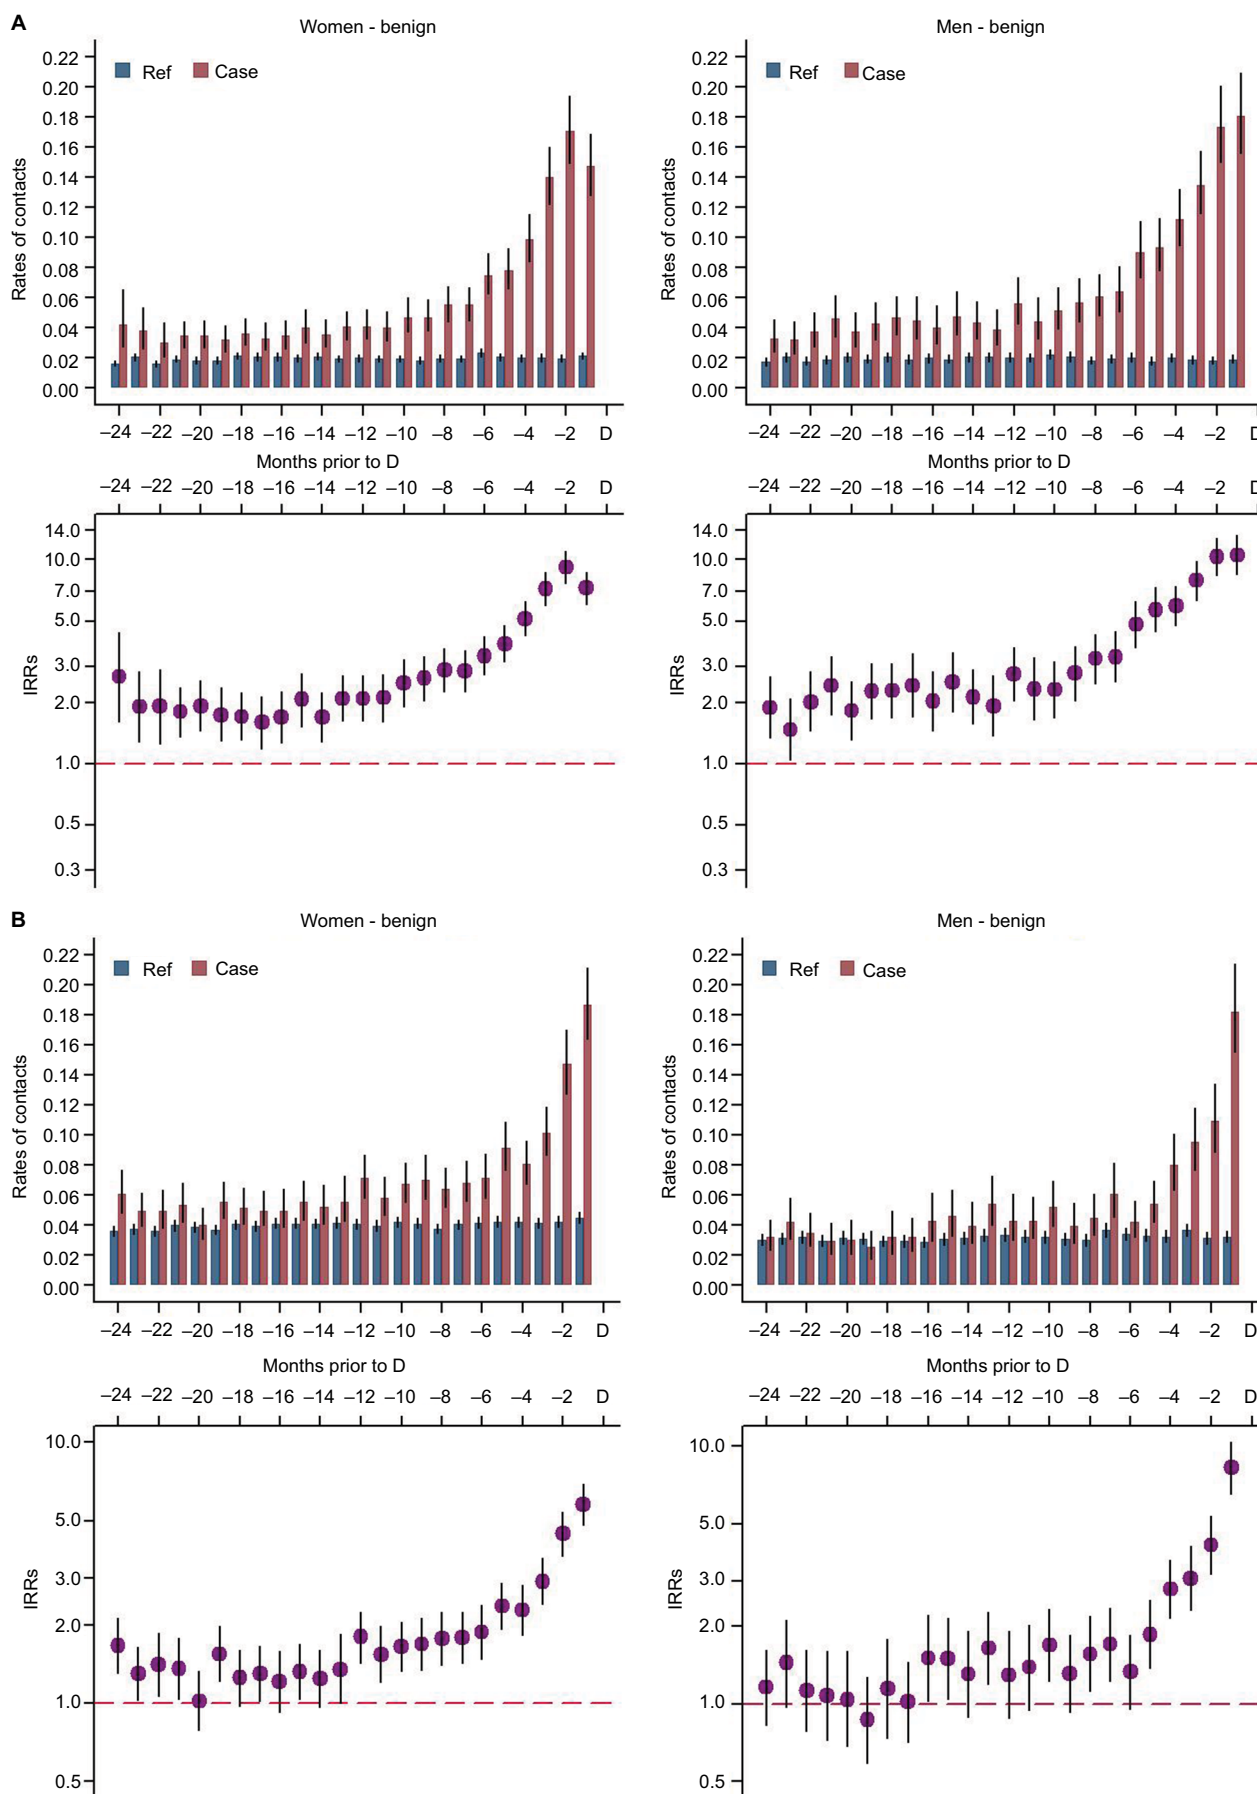 A
Women - benign
Men - benign
Ref Case
Ref Case
Rates of contacts
0.22
0.20
0.18
0.16
0.14
0.12
0.10
0.08
0.06
0.04
0.02
0.00
Rates of contacts
0.22
0.20
0.18
0.16
0.14
0.12
0.10
0.08
0.06
0.04
0.02
0.00
–24 –22 –20 –18 –16 –14 –12 –10 –8 –6 –4 –2 D
–24 –22 –20 –18 –16 –14 –12 –10 –8 –6 –4 –2 D
Months prior to D
Months prior to D
–24 –22 –20 –18 –16 –14 –12 –10 –8 –6 –4 –2 D
–24 –22 –20 –18 –16 –14 –12 –10 –8 –6 –4 –2 D
IRRs
14.0
10.0
7.0
5.0
3.0
2.0
1.0
0.5
0.3
IRRs
14.0
10.0
7.0
5.0
3.0
2.0
1.0
0.5
0.3
B
Women - benign
Men - benign
Ref Case
Ref Case
Rates of contacts
0.22
0.20
0.18
0.16
0.14
0.12
0.10
0.08
0.06
0.04
0.02
0.00
Rates of contacts
0.22
0.20
0.18
0.16
0.14
0.12
0.10
0.08
0.06
0.04
0.02
0.00
–24 –22 –20 –18 –16 –14 –12 –10 –8 –6 –4 –2 D
–24 –22 –20 –18 –16 –14 –12 –10 –8 –6 –4 –2 D
Months prior to D
Months prior to D
–24 –22 –20 –18 –16 –14 –12 –10 –8 –6 –4 –2 D
–24 –22 –20 –18 –16 –14 –12 –10 –8 –6 –4 –2 D
IRRs
10.0
5.0
3.0
2.0
1.0
0.5
IRRs
10.0
5.0
3.0
2.0
1.0
0.5